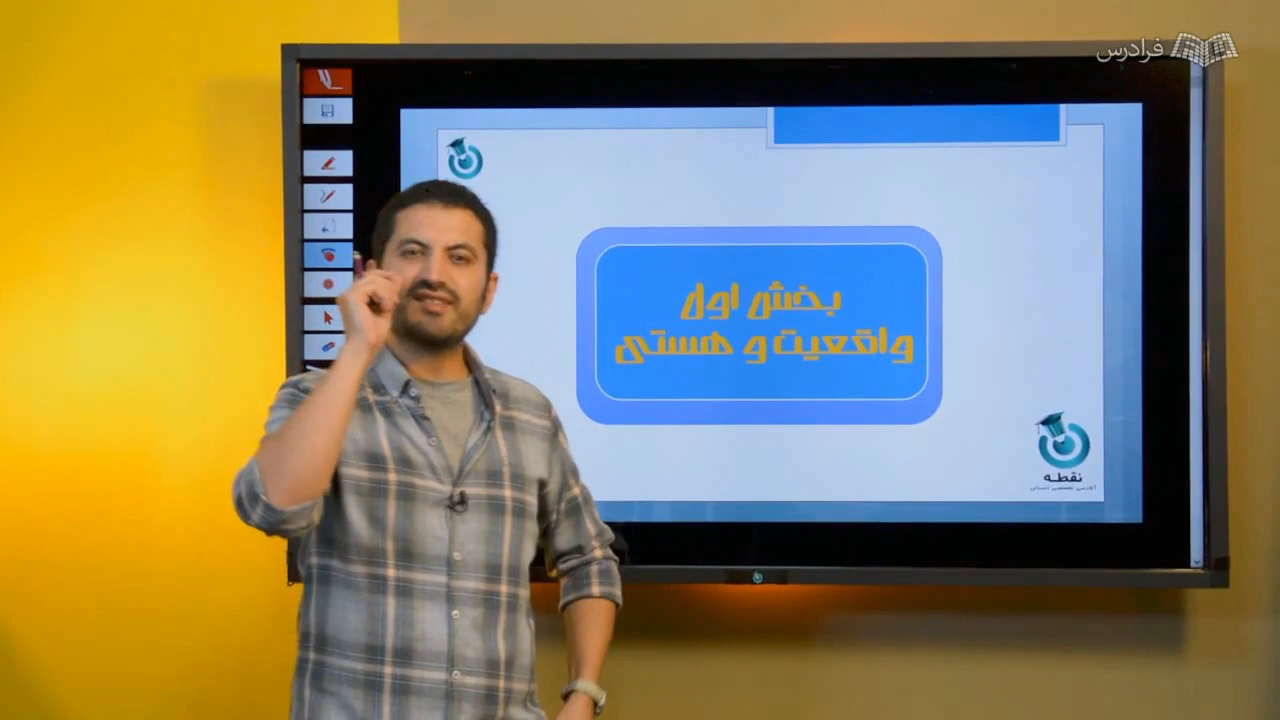 فرادرس
بخش اول
واقعیت و هستی
نقطه